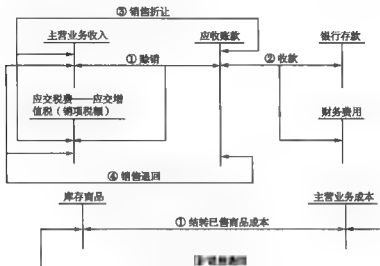 ③ 销售折让
主营业务收入 应收账款 银行存款
① 赊销 ② 收款
应交税费——应交增
值税（销项税额） 财务费用
④ 销售退回
库存商品 主营业务成本
① 结转已售商品成本